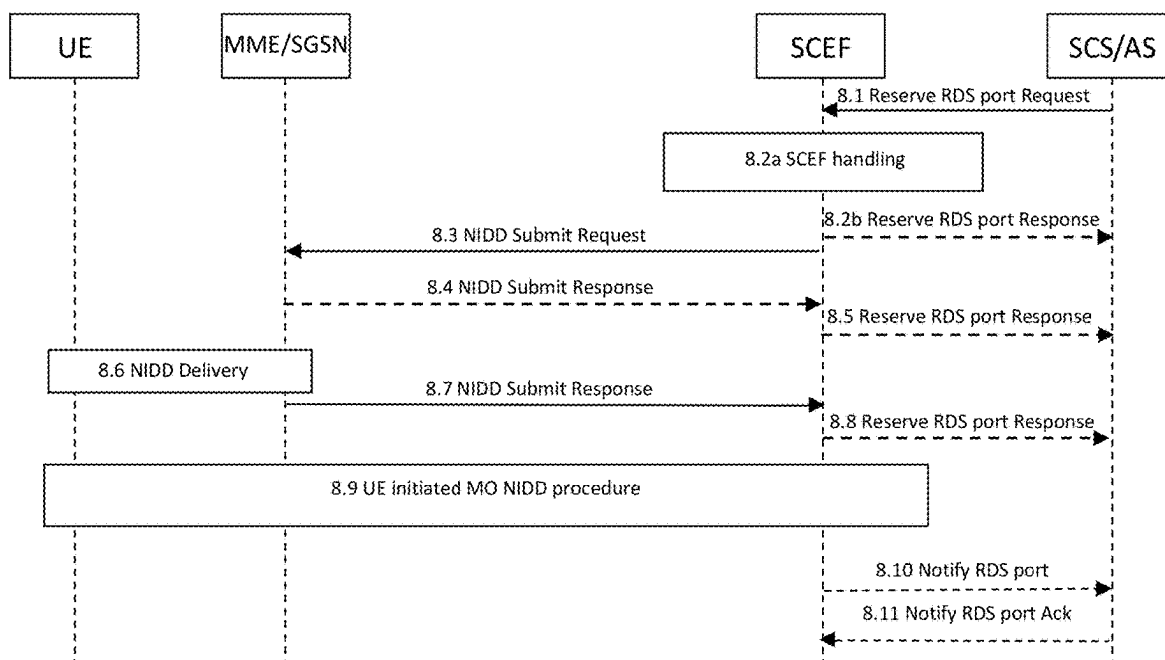 UE
MME/SGSN
SCEF
SCS/AS
8.1 Reserve RDS port Request
8.2a SCEF handling
8.2b Reserve RDS port Response
8.3 NIDD Submit Request
8.4 NIDD Submit Response
8.5 Reserve RDS port Response
8.6 NIDD Delivery
8.7 NIDD Submit Response
8.8 Reserve RDS port Response
8.9 UE initiated MO NIDD procedure
8.10 Notify RDS port
8.11 Notify RDS port Ack